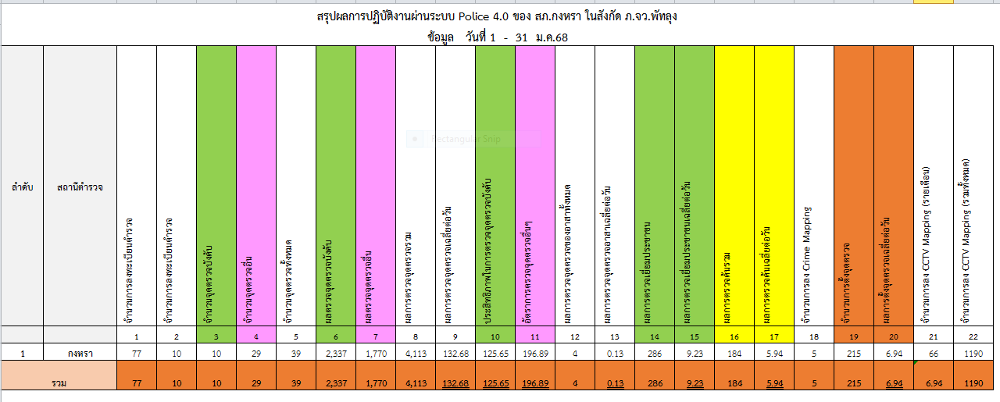 สรุปผลการปฏิบัติงานผ่านระบบ Police 4.0 ของ สภ.กงหรา ในสังกัด ภ.จว.พัทลุง
ข้อมูล วันที่ 1 - 31 ม.ค.68
Rectangular Snip
ลำดับ
สถานีตำรวจ
จำนวนการลงทะเบียนตำรวจ
จำนวนการลงทะเบียนตำรวจ
จำนวนจุดตรวจบังคับ
จำนวนจุดตรวจอื่น
จำนวนจุดตรวจทั้งหมด
ผลตรวจจุดตรวจบังคับ
ผลตรวจจุดตรวจอื่น
ผลการตรวจจุดตรวจรวม
ผลการตรวจจุดตรวจเฉลี่ยต่อวัน
ประสิทธิภาพในการตรวจจุดตรวจบังคับ
อัตราการตรวจจุดตรวจอื่นๆ
ผลการตรวจจุดตรวจของอาสาทั้งหมด
ผลการตรวจจุดตรวจอาสาเฉลี่ยต่อวัน
ผลการตรวจเยี่ยมประชาชน
ผลการตรวจเยี่ยมประชาชนเฉลี่ยต่อวัน
ผลการตรวจค้นรวม
ผลการตรวจค้นเฉลี่ยต่อวัน
จำนวนการลง Crime Mapping
จำนวนการตั้งจุดตรวจ
ผลการตั้งจุดตรวจเฉลี่ยต่อวัน
จำนวนการลง CCTV Mapping (รายเดือน)
จำนวนการลง CCTV Mapping (รวมทั้งหมด)
1 2 3 4 5 6 7 8 9 10 11 12 13 14 15 16 17 18 19 20 21 22
1 กงหรา 77 10 10 29 39 2,337 1,770 4,113 132.68 125.65 196.89 4 0.13 286 9.23 184 5.94 5 215 6.94 66 1190
รวม 77 10 10 29 39 2,337 1,770 4,113 132.68 125.65 196.89 4 0.13 286 9.23 184 5.94 5 215 6.94 6.94 1190